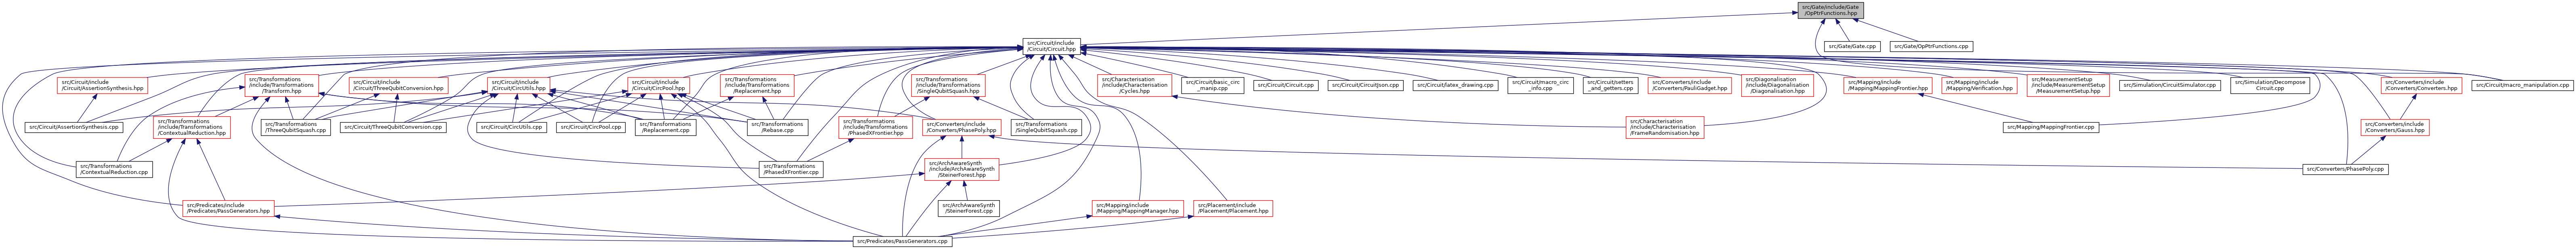 src/Gate/include/Gate
/OpPtrFunctions.hpp
src/Circuit/include
/Circuit/Circuit.hpp
src/Gate/Gate.cpp
src/Gate/OpPtrFunctions.cpp
src/Circuit/include
/Circuit/AssertionSynthesis.hpp
src/Transformations
/include/Transformations
/Transform.hpp
src/Circuit/include
/Circuit/ThreeQubitConversion.hpp
src/Circuit/include
/Circuit/CircUtils.hpp
src/Circuit/include
/Circuit/CircPool.hpp
src/Transformations
/include/Transformations
/Replacement.hpp
src/Transformations
/include/Transformations
/SingleQubitSquash.hpp
src/Characterisation
/include/Characterisation
/Cycles.hpp
src/Circuit/basic_circ
_manip.cpp
src/Circuit/Circuit.cpp
src/Circuit/CircuitJson.cpp
src/Circuit/latex_drawing.cpp
src/Circuit/macro_circ
_info.cpp
src/Circuit/setters
_and_getters.cpp
src/Converters/include
/Converters/PauliGadget.hpp
src/Diagonalisation
/include/Diagonalisation
/Diagonalisation.hpp
src/Mapping/include
/Mapping/MappingFrontier.hpp
src/Mapping/include
/Mapping/Verification.hpp
src/MeasurementSetup
/include/MeasurementSetup
/MeasurementSetup.hpp
src/Simulation/CircuitSimulator.cpp
src/Simulation/Decompose
Circuit.cpp
src/Converters/include
/Converters/Converters.hpp
src/Circuit/macro_manipulation.cpp
src/Circuit/AssertionSynthesis.cpp
src/Transformations
/include/Transformations
/ContextualReduction.hpp
src/Transformations
/ThreeQubitSquash.cpp
src/Circuit/ThreeQubitConversion.cpp
src/Circuit/CircUtils.cpp
src/Circuit/CircPool.cpp
src/Transformations
/Replacement.cpp
src/Transformations
/Rebase.cpp
src/Transformations
/include/Transformations
/PhasedXFrontier.hpp
src/Converters/include
/Converters/PhasePoly.hpp
src/Transformations
/SingleQubitSquash.cpp
src/Characterisation
/include/Characterisation
/FrameRandomisation.hpp
src/Mapping/MappingFrontier.cpp
src/Converters/include
/Converters/Gauss.hpp
src/Transformations
/ContextualReduction.cpp
src/Transformations
/PhasedXFrontier.cpp
src/ArchAwareSynth
/include/ArchAwareSynth
/SteinerForest.hpp
src/Converters/PhasePoly.cpp
src/Predicates/include
/Predicates/PassGenerators.hpp
src/ArchAwareSynth
/SteinerForest.cpp
src/Mapping/include
/Mapping/MappingManager.hpp
src/Placement/include
/Placement/Placement.hpp
src/Predicates/PassGenerators.cpp